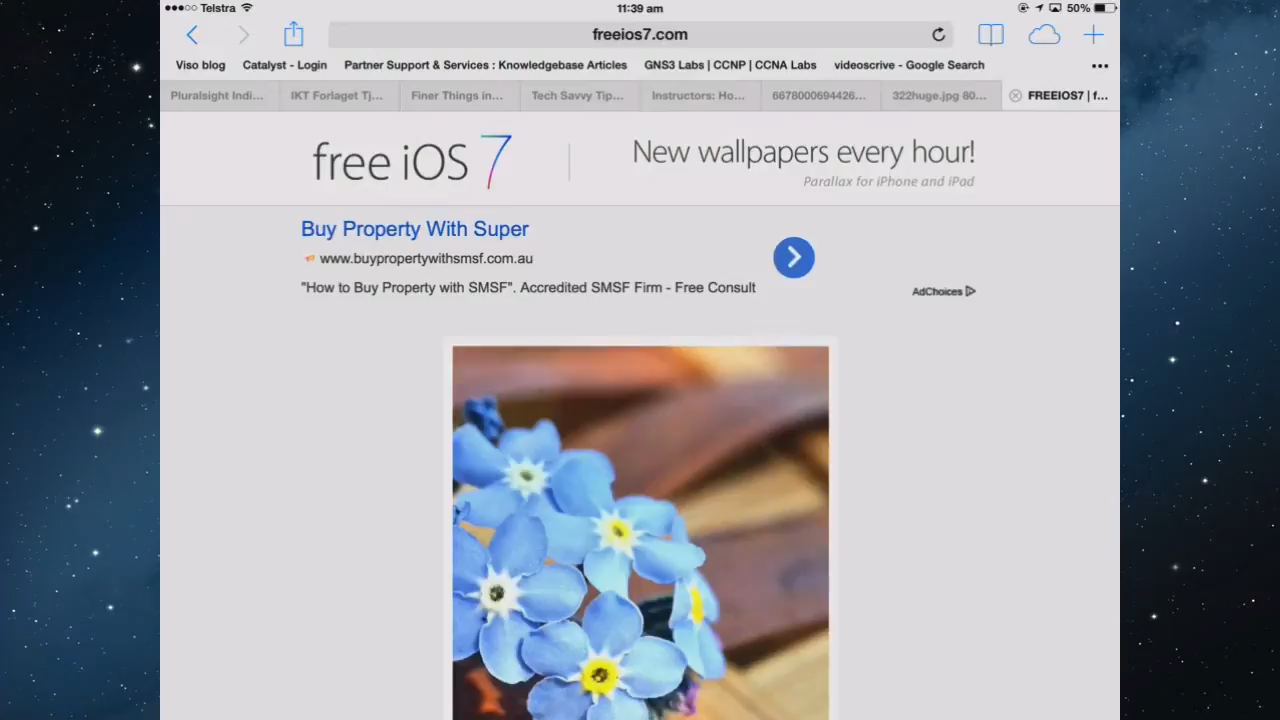 Telstra 11:39 am 50%
freeios7.com
Viso blog Catalyst - Login Partner Support & Services : Knowledgebase Articles GNS3 Labs | CCNP | CCNA Labs videoscrive - Google Search •••
Pluralsight Indi... IKT Forlaget Tj... Finer Things in... Tech Savvy Tip... Instructors: Ho... 6678000694426... 322huge.jpg 80... FREEIOS7 | f...
free iOS 7
New wallpapers every hour!
Parallax for iPhone and iPad
Buy Property With Super
www.buypropertywithsmsf.com.au
"How to Buy Property with SMSF". Accredited SMSF Firm - Free Consult
AdChoices